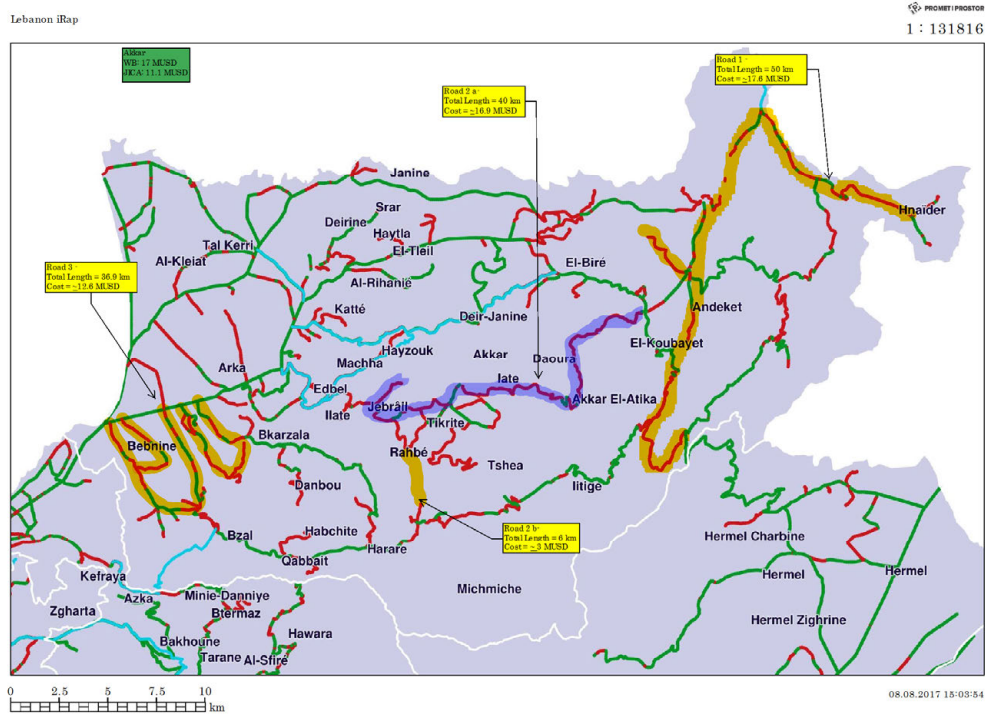 Lebanon iRap
PROMET I PROSTOR
1 : 131816
Akkar
WB: 17 MUSD
JICA: 11.1 MUSD
Road 1 -
Total Length = 50 km
Cost = ~17.6 MUSD
Road 2 a-
Total Length = 40 km
Cost = ~16.9 MUSD
Janine
Srar
Hnaïder
Deirine
Haytla
Tal Kerri
El-Tleil
Al-Kleiat
El-Biré
Road 3 -
Total Length = 36.9 km
Cost = ~12.6 MUSD
Al-Rihanié
Katté
Andeket
Deir-Janine
El-Koubayet
Hayzouk
Akkar
Daoura
Machha
Arka
Iate
Edbel
Akkar El-Atika
Jebraïl
Ilate
Tikrite
Bkarzala
Bebnine
Rahbé
Tshea
Danbou
Iitige
Road 2 b-
Total Length = 6 km
Cost = ~3 MUSD
Habchite
Bzal
Hermel Charbine
Harare
Qabbait
Hermel
Hermel
Kefraya
Michmiche
Azka
Minie-Danniye
Zgharta
Btermaz
Hermel Zighrine
Hawara
Bakhoune
Tarane
Al-Sfiré
0 2.5 5 7.5 10
km
08.08.2017 15:03:54